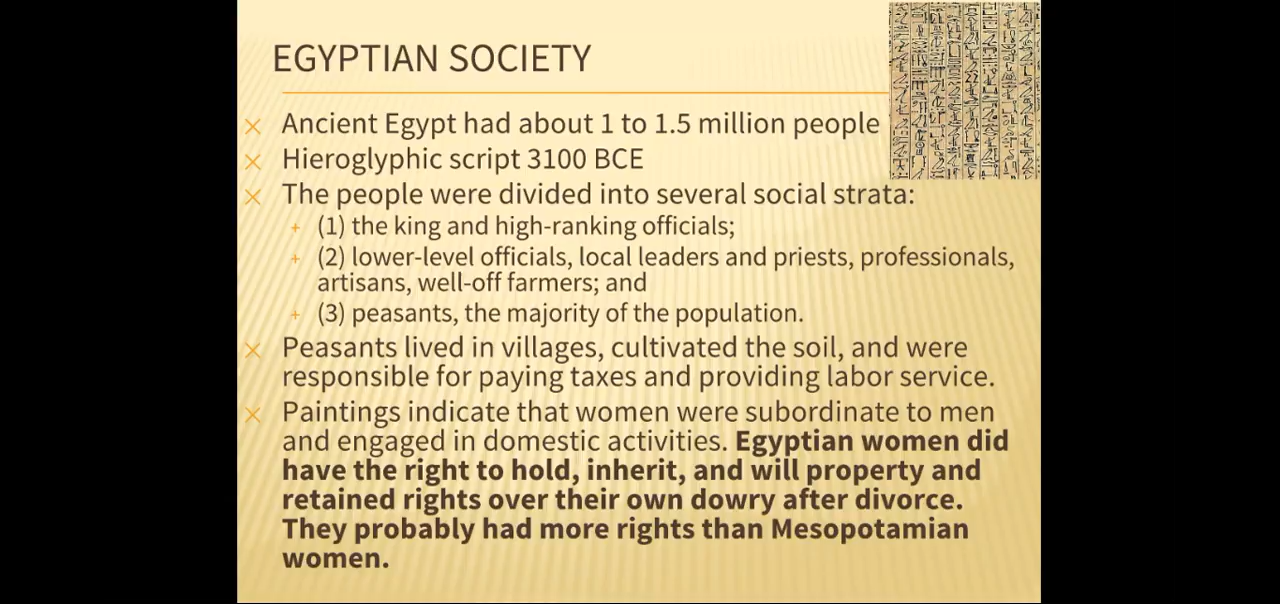 EGYPTIAN SOCIETY
Ancient Egypt had about 1 to 1.5 million people
Hieroglyphic script 3100 BCE
The people were divided into several social strata:
(1) the king and high-ranking officials;
(2) lower-level officials, local leaders and priests, professionals,
artisans, well-off farmers; and
(3) peasants, the majority of the population.
Peasants lived in villages, cultivated the soil, and were
responsible for paying taxes and providing labor service.
Paintings indicate that women were subordinate to men
and engaged in domestic activities. Egyptian women did
have the right to hold, inherit, and will property and
retained rights over their own dowry after divorce.
They probably had more rights than Mesopotamian
women.